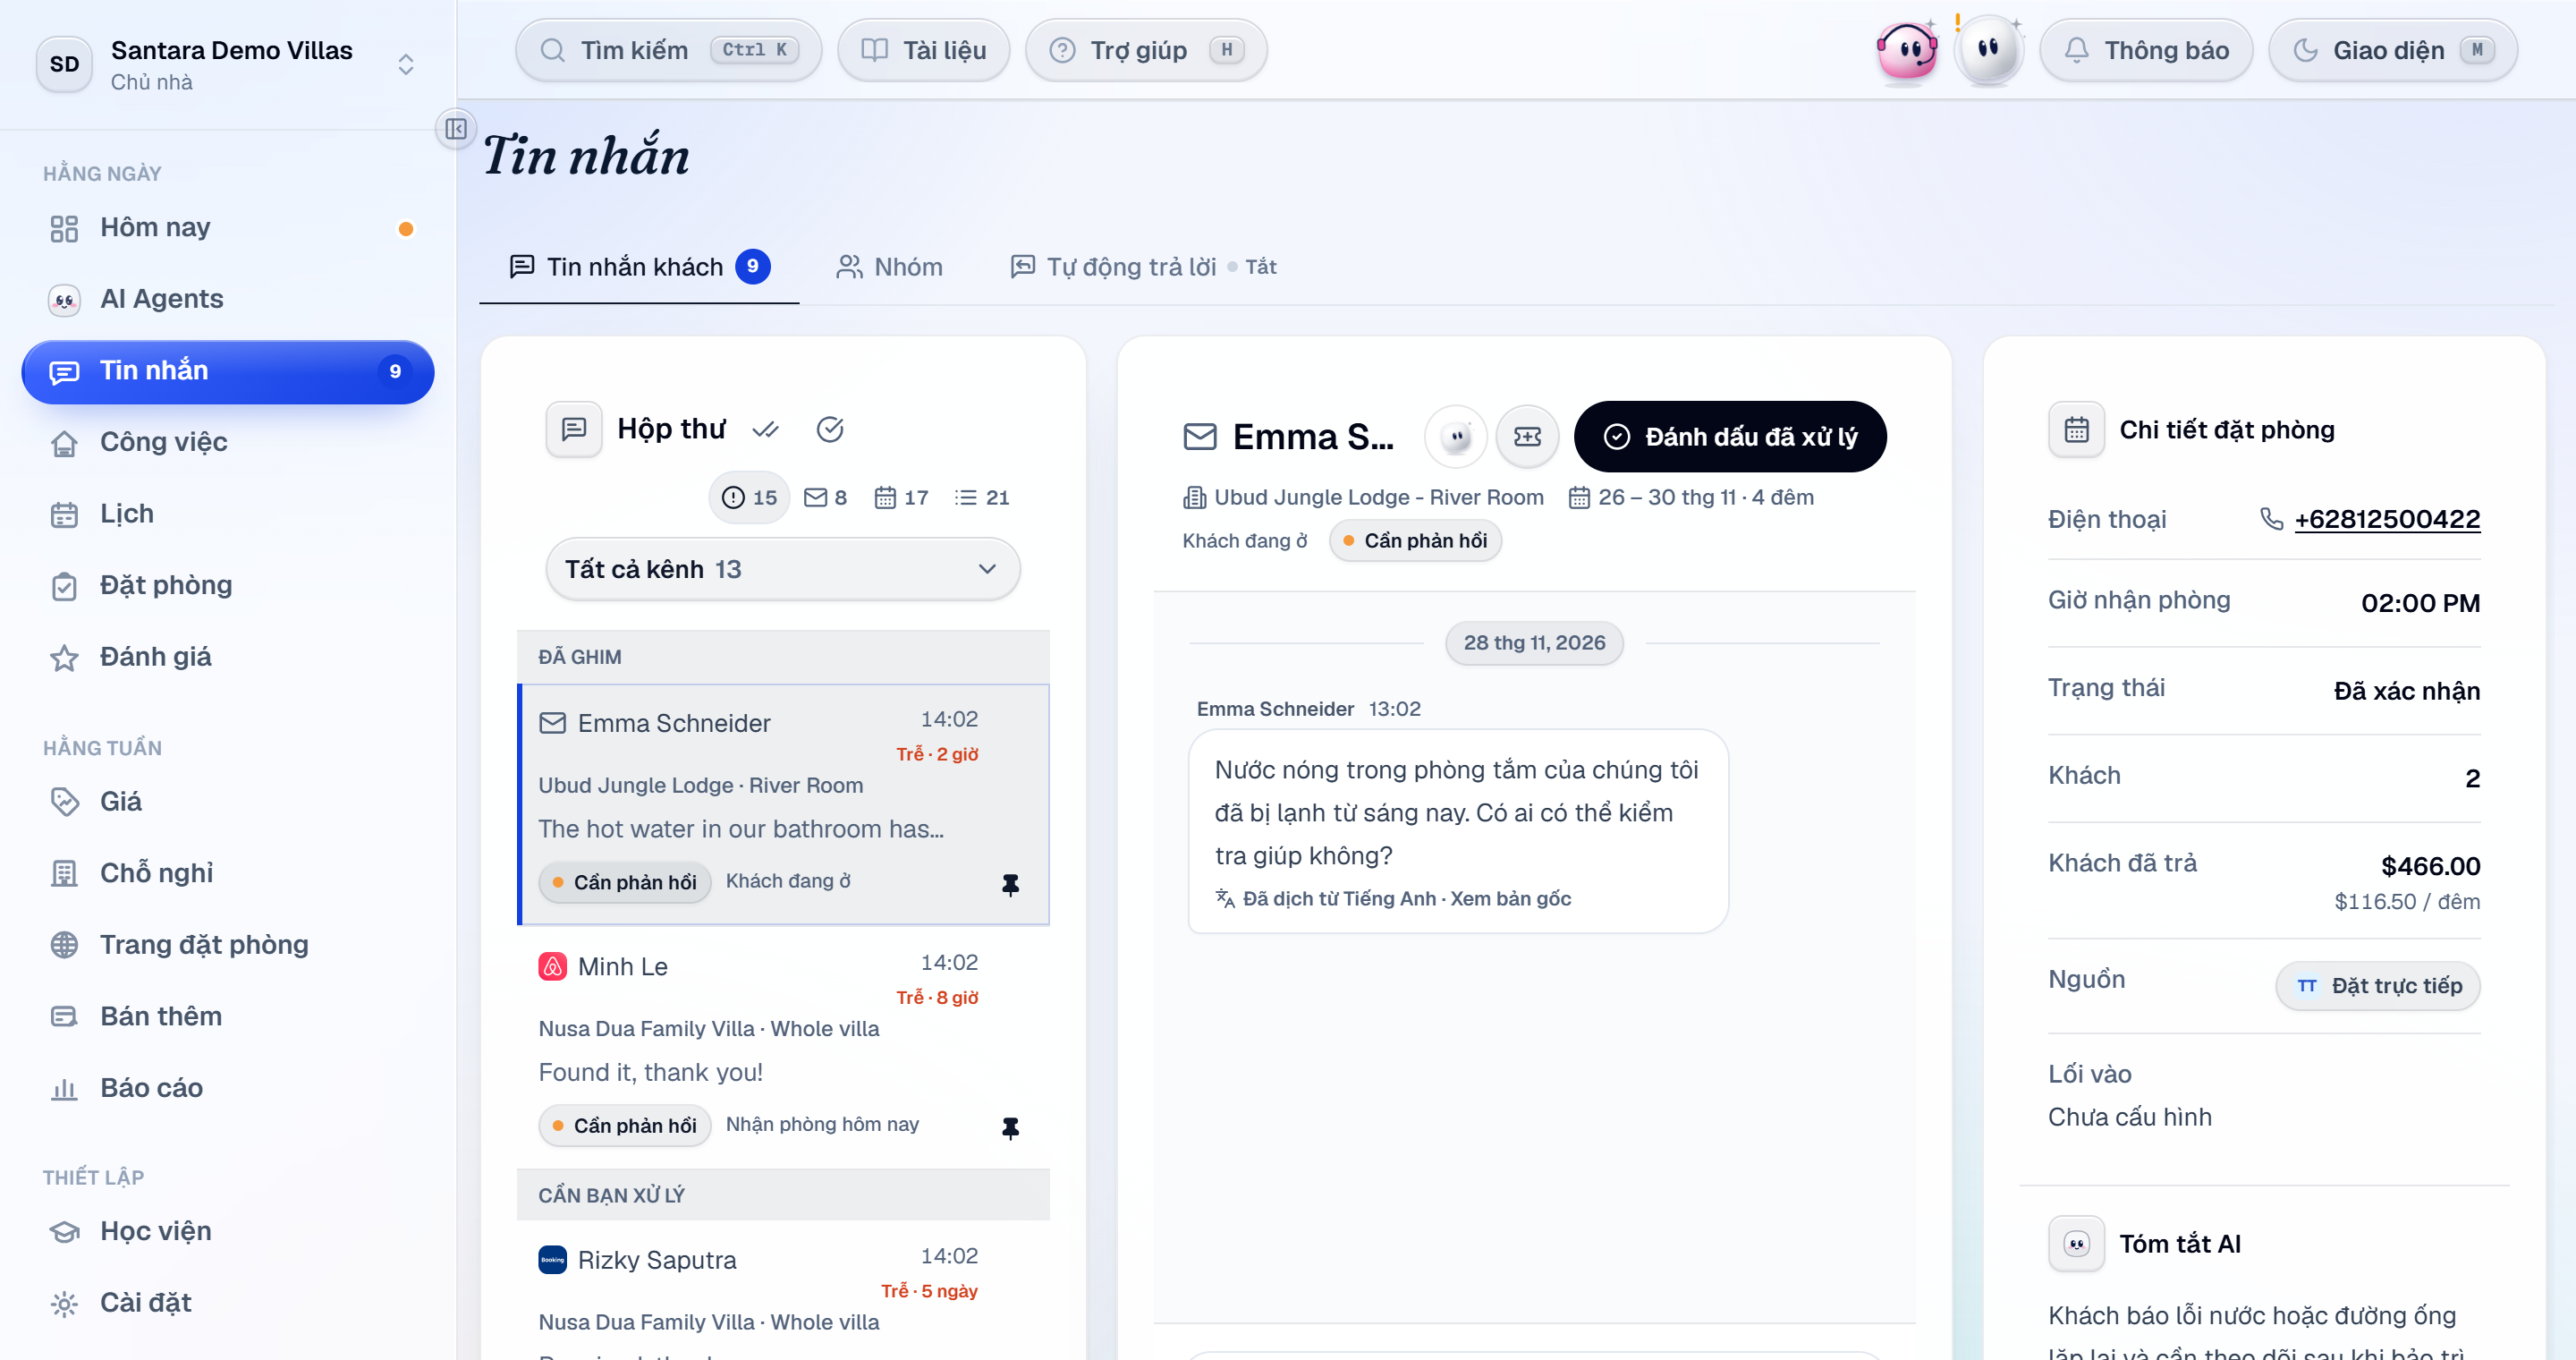 SD
Santara Demo Villas
Chủ nhà
HẰNG NGÀY
Hôm nay
AI Agents
Tin nhắn 9
Công việc
Lịch
Đặt phòng
Đánh giá
HẰNG TUẦN
Giá
Chỗ nghỉ
Trang đặt phòng
Bán thêm
Báo cáo
THIẾT LẬP
Học viện
Cài đặt
Tìm kiếm Ctrl K
Tài liệu
Trợ giúp H
Thông báo
Giao diện M
Tin nhắn
Tin nhắn khách 9
Nhóm
Tự động trả lời Tắt
Hộp thư
15 8 17 21
Tất cả kênh 13
ĐÃ GHIM
Emma Schneider 14:02
Trễ · 2 giờ
Ubud Jungle Lodge · River Room
The hot water in our bathroom has...
Cần phản hồi Khách đang ở
Minh Le 14:02
Trễ · 8 giờ
Nusa Dua Family Villa · Whole villa
Found it, thank you!
Cần phản hồi Nhận phòng hôm nay
CẦN BẠN XỬ LÝ
Booking
Rizky Saputra 14:02
Trễ · 5 ngày
Nusa Dua Family Villa · Whole villa
Emma S...
Đánh dấu đã xử lý
Ubud Jungle Lodge - River Room 26 – 30 thg 11 · 4 đêm
Khách đang ở Cần phản hồi
28 thg 11, 2026
Emma Schneider 13:02
Nước nóng trong phòng tắm của chúng tôi
đã bị lạnh từ sáng nay. Có ai có thể kiểm
tra giúp không?
Đã dịch từ Tiếng Anh · Xem bản gốc
Chi tiết đặt phòng
Điện thoại +62812500422
Giờ nhận phòng 02:00 PM
Trạng thái Đã xác nhận
Khách 2
Khách đã trả $466.00
$116.50 / đêm
Nguồn TT Đặt trực tiếp
Lối vào
Chưa cấu hình
Tóm tắt AI
Khách báo lỗi nước hoặc đường ống
lặp lại và cần theo dõi sau khi bảo trì